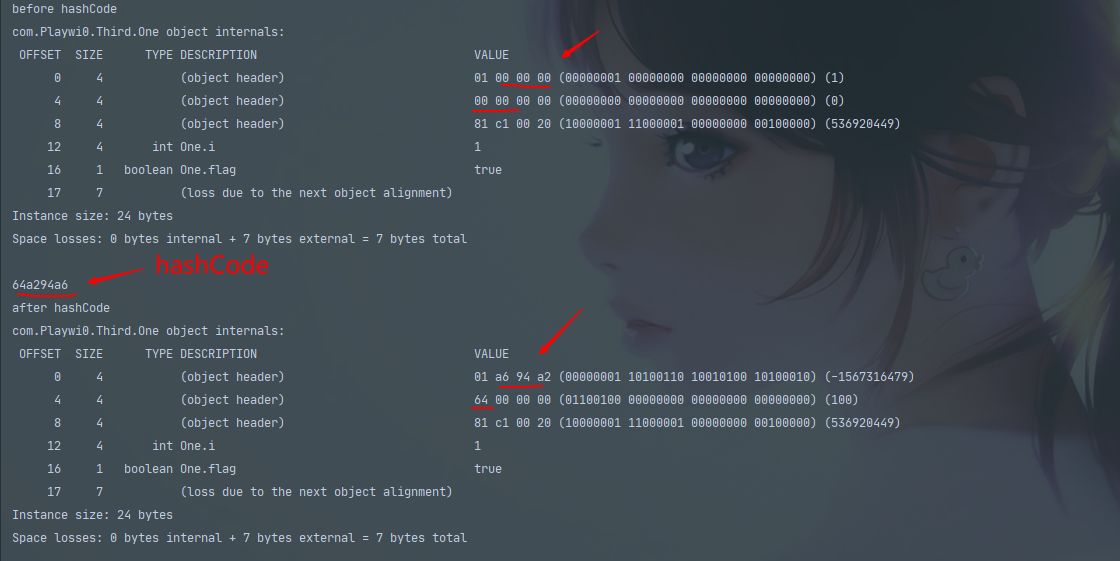 before hashCode
com.Playwi0.Third.One object internals:
OFFSET SIZE TYPE DESCRIPTION VALUE
0 4 (object header) 01 00 00 00 (00000001 00000000 00000000 00000000) (1)
4 4 (object header) 00 00 00 00 (00000000 00000000 00000000 00000000) (0)
8 4 (object header) 81 c1 00 20 (10000001 11000001 00000000 00100000) (536920449)
12 4 int One.i 1
16 1 boolean One.flag true
17 7 (loss due to the next object alignment)
Instance size: 24 bytes
Space losses: 0 bytes internal + 7 bytes external = 7 bytes total
hashCode
64a294a6
after hashCode
com.Playwi0.Third.One object internals:
OFFSET SIZE TYPE DESCRIPTION VALUE
0 4 (object header) 01 a6 94 a2 (00000001 10100110 10010100 10100010) (-1567316479)
4 4 (object header) 64 00 00 00 (01100100 00000000 00000000 00000000) (100)
8 4 (object header) 81 c1 00 20 (10000001 11000001 00000000 00100000) (536920449)
12 4 int One.i 1
16 1 boolean One.flag true
17 7 (loss due to the next object alignment)
Instance size: 24 bytes
Space losses: 0 bytes internal + 7 bytes external = 7 bytes total